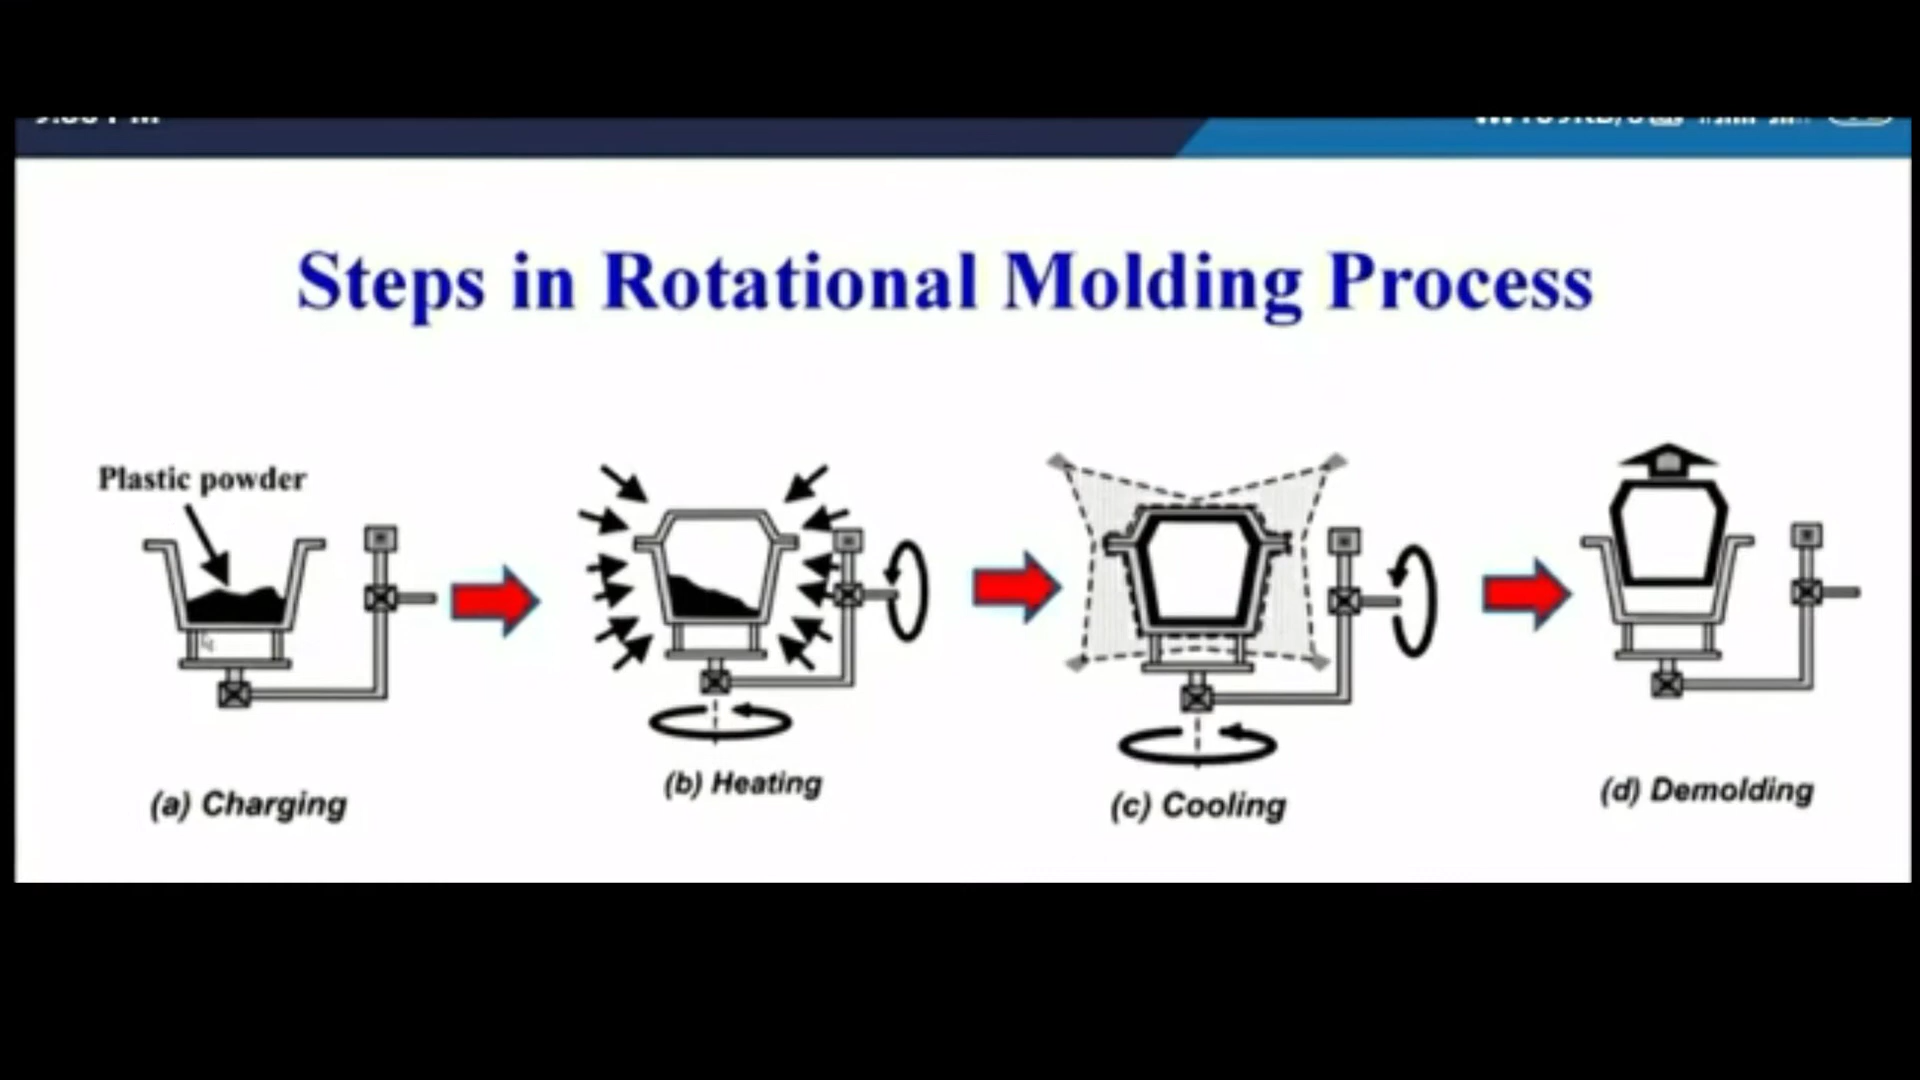 Steps in Rotational Molding Process
Plastic powder
(a) Charging
(b) Heating
(c) Cooling
(d) Demolding